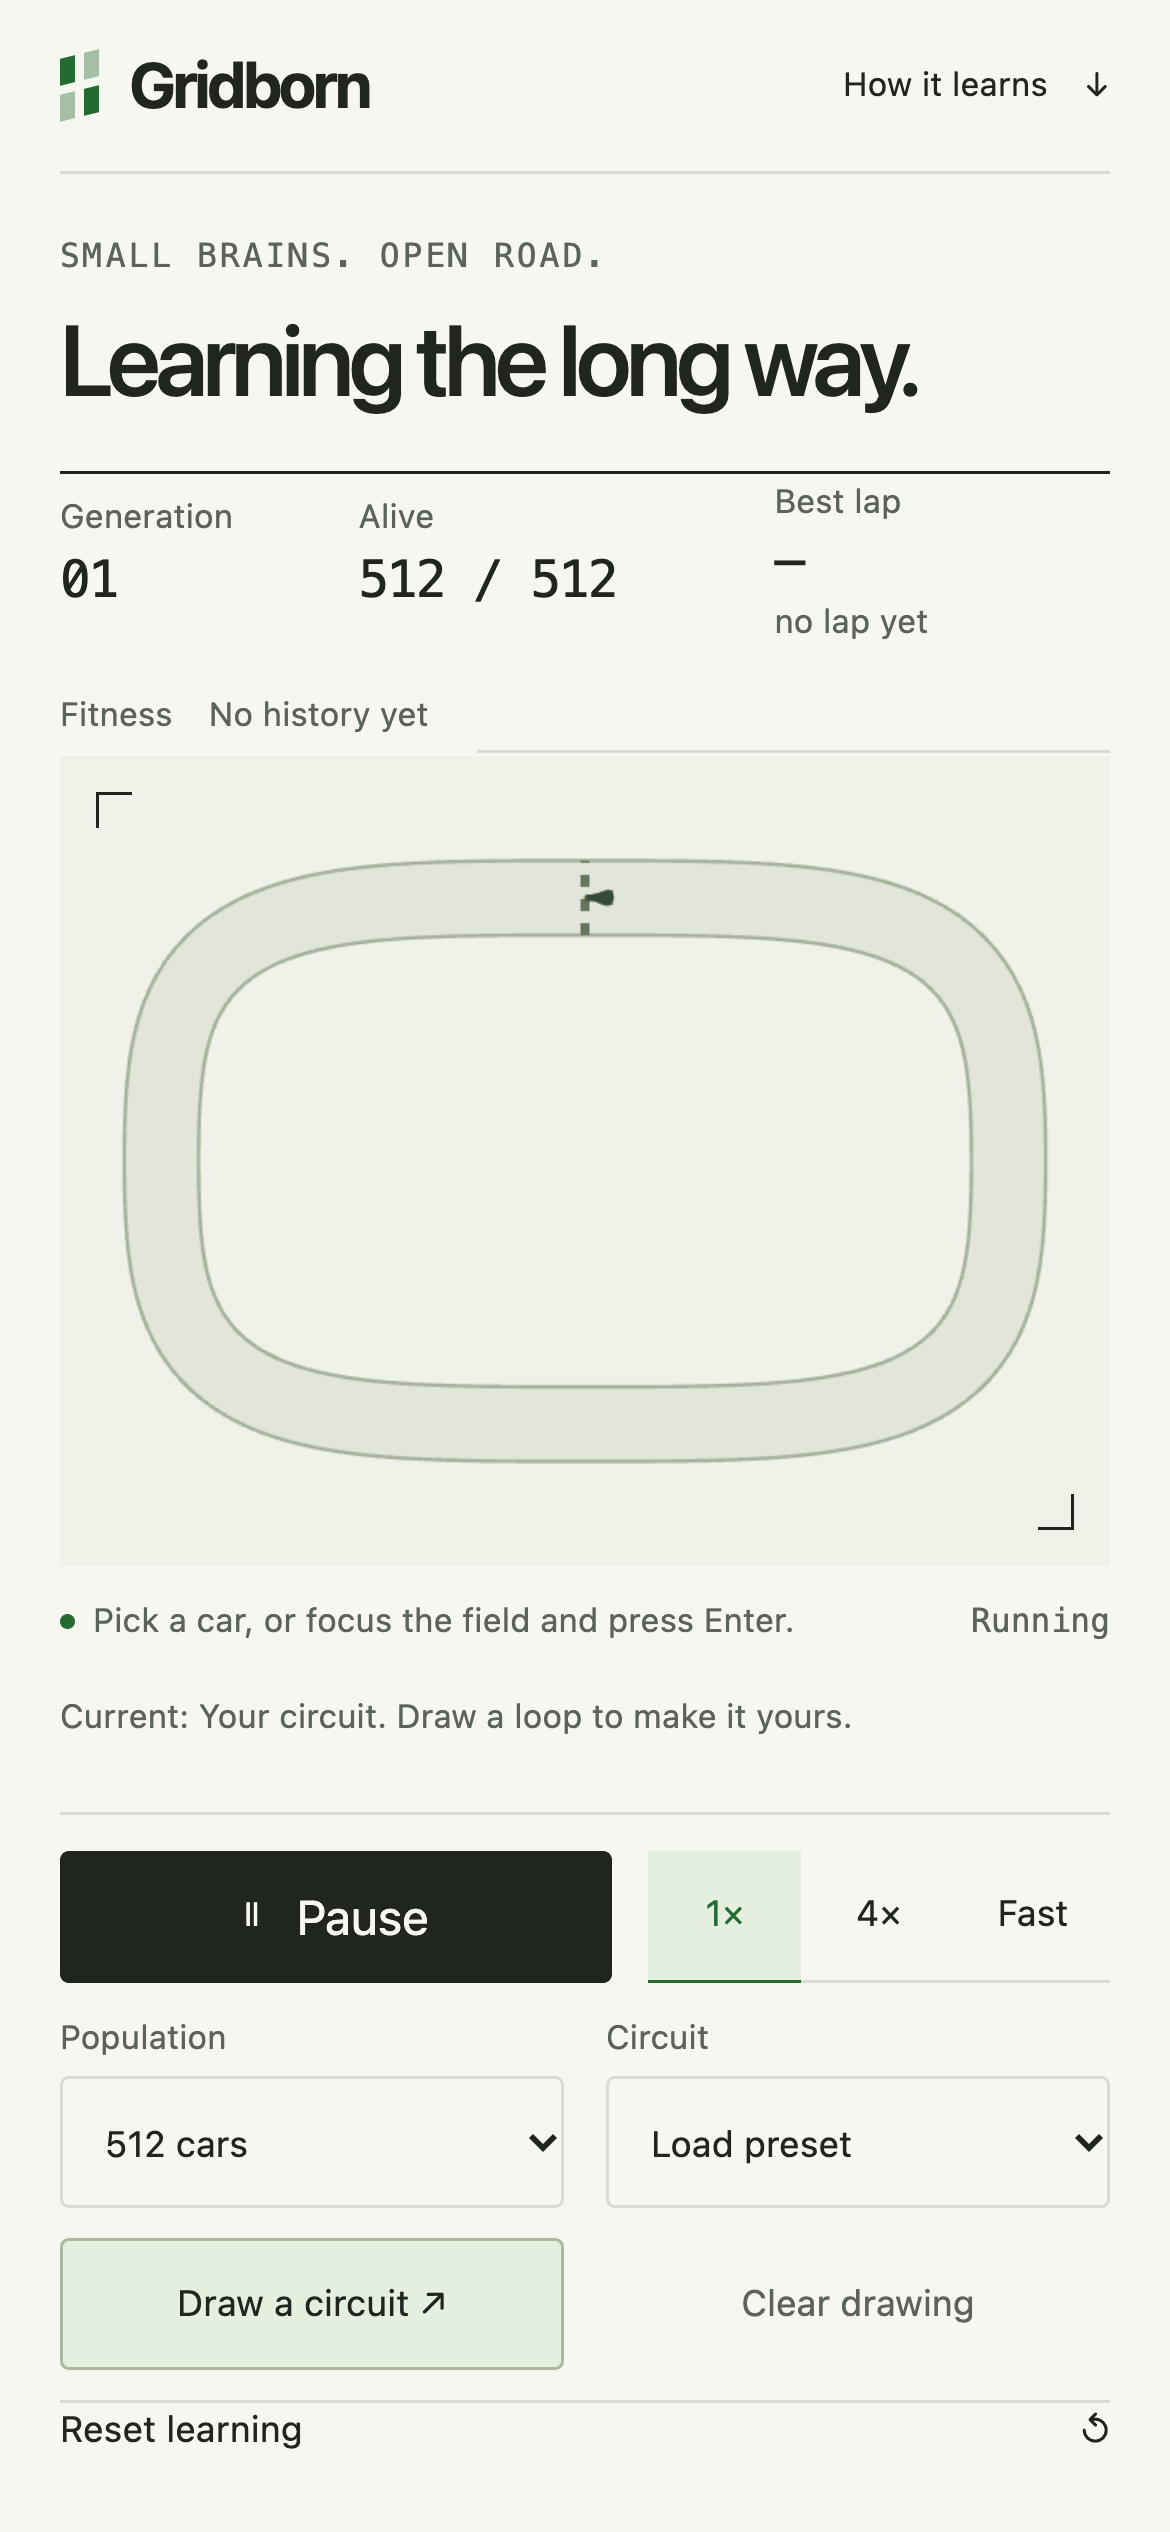 Gridborn
How it learns ↓
SMALL BRAINS. OPEN ROAD.
Learning the long way.
Generation
01
Alive
512 / 512
Best lap
—
no lap yet
Fitness No history yet
Pick a car, or focus the field and press Enter.
Running
Current: Your circuit. Draw a loop to make it yours.
Pause
1×
4×
Fast
Population
Circuit
512 cars
Load preset
Draw a circuit ↗
Clear drawing
Reset learning